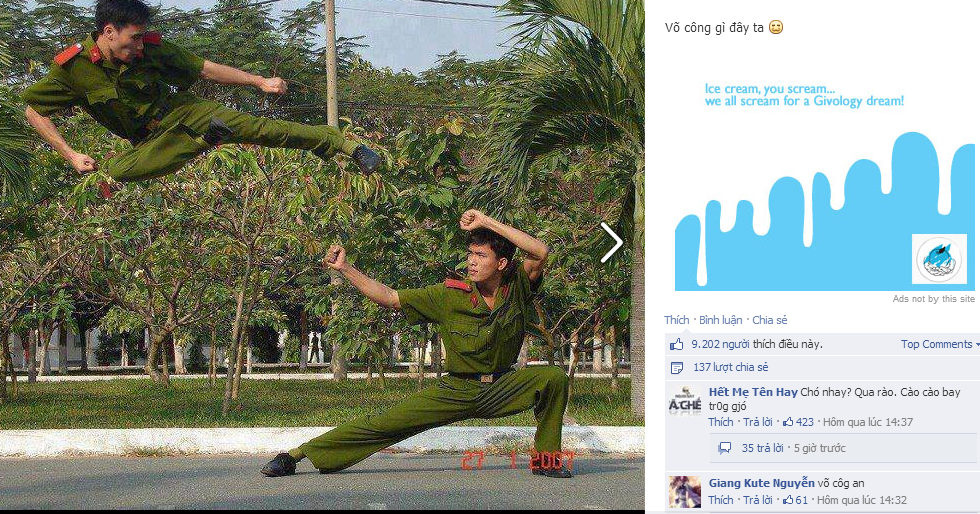 Võ công gì đây ta
Ice cream, you scream...
we all scream for a Givology dream!
Ads not by this site
Thích · Bình luận · Chia sẻ
9.202 người thích điều này.
Top Comments
137 lượt chia sẻ
Hết Mẹ Tên Hay Chó nhay? Qua rào. Cào cào bay
tr0g gjó
Thích · Trả lời · 423 · Hôm qua lúc 14:37
35 trả lời · 5 giờ trước
Giang Kute Nguyễn võ côg an
Thích · Trả lời · 61 · Hôm qua lúc 14:32
27 1 2007